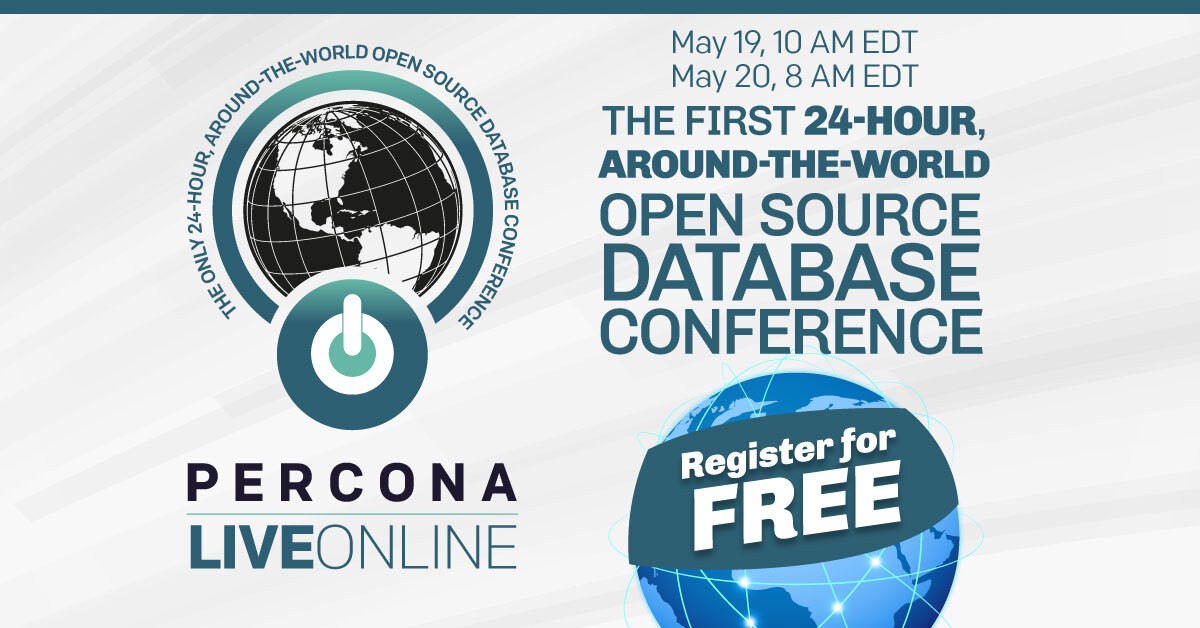 THE ONLY 24-HOUR, AROUND-THE-WORLD OPEN SOURCE DATABASE CONFERENCE
PERCONA
LIVEONLINE
May 19, 10 AM EDT
May 20, 8 AM EDT
THE FIRST 24-HOUR,
AROUND-THE-WORLD
OPEN SOURCE
DATABASE
CONFERENCE
Register for
FREE